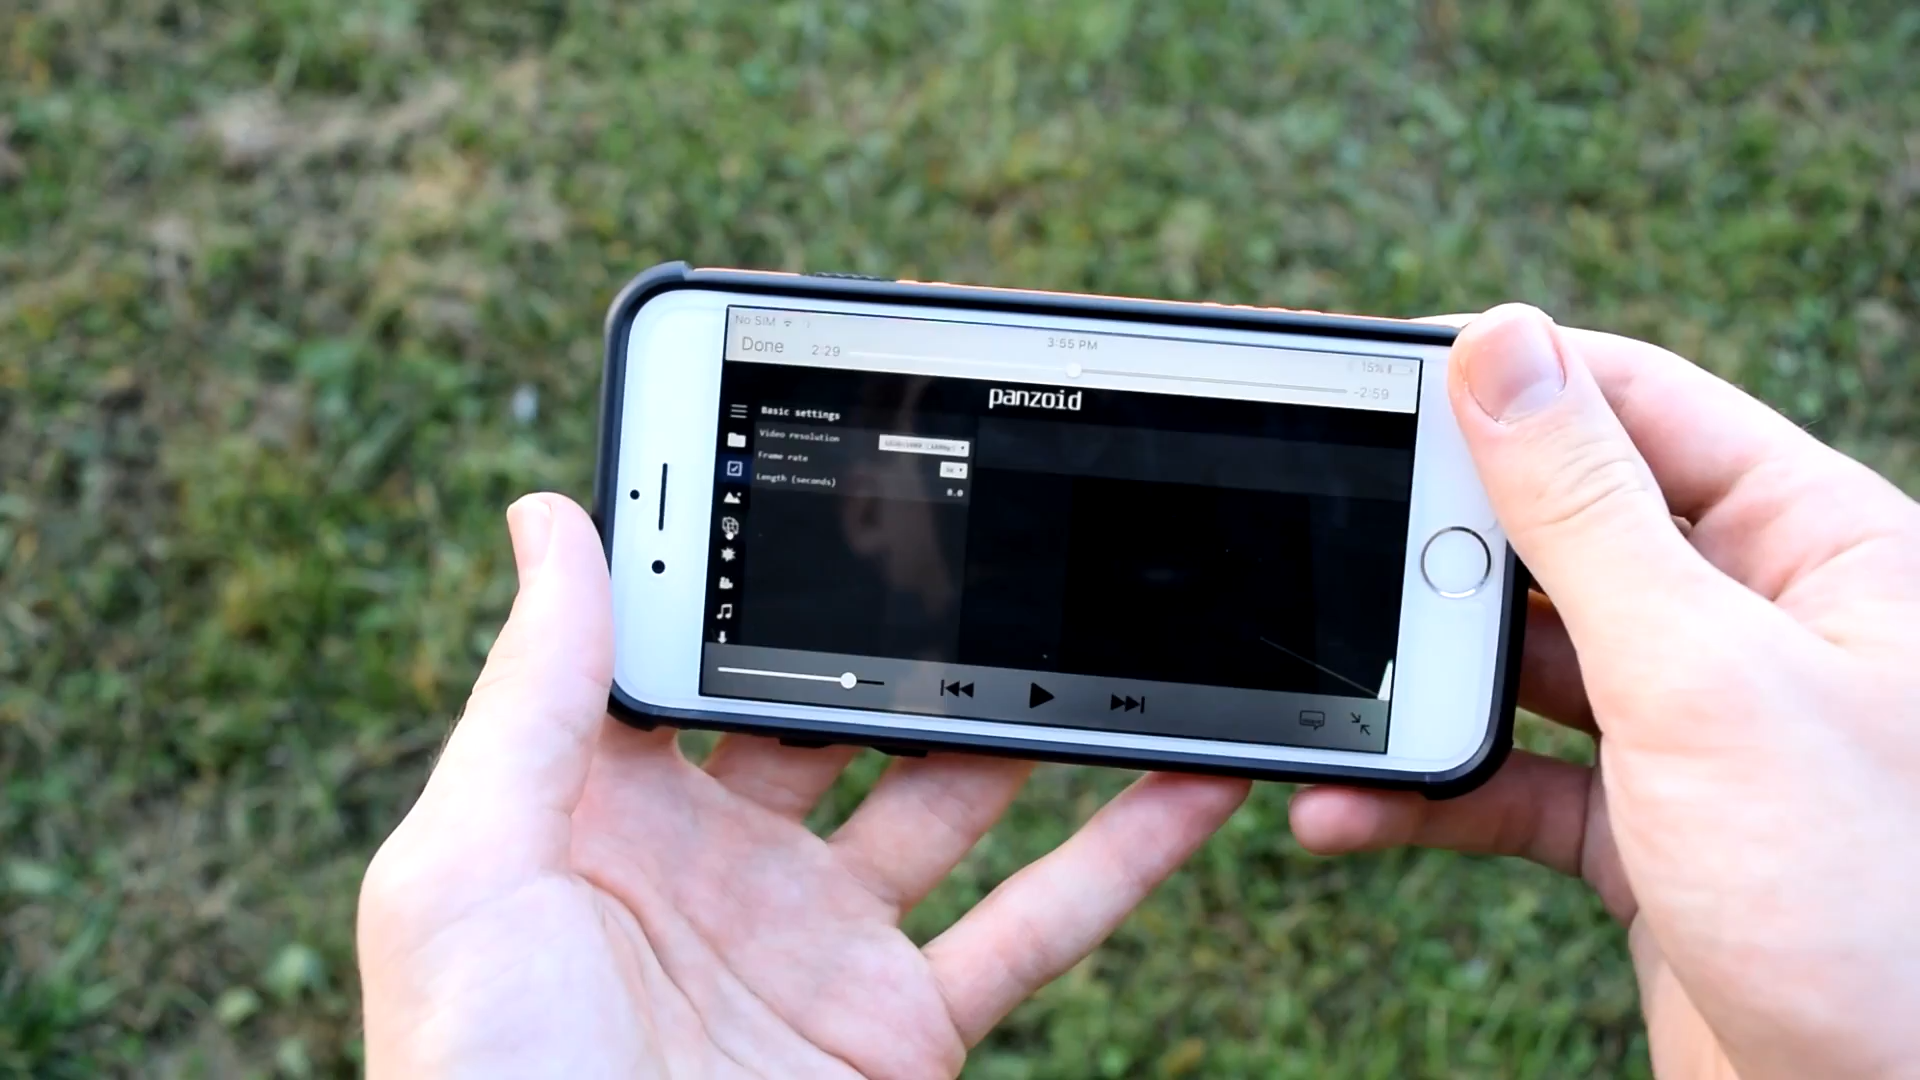 No SIM
3:55 PM
15%
Done
2:29
-2:59
panzoid
Basic settings
Video resolution
Frame rate
Length (seconds)
8.0